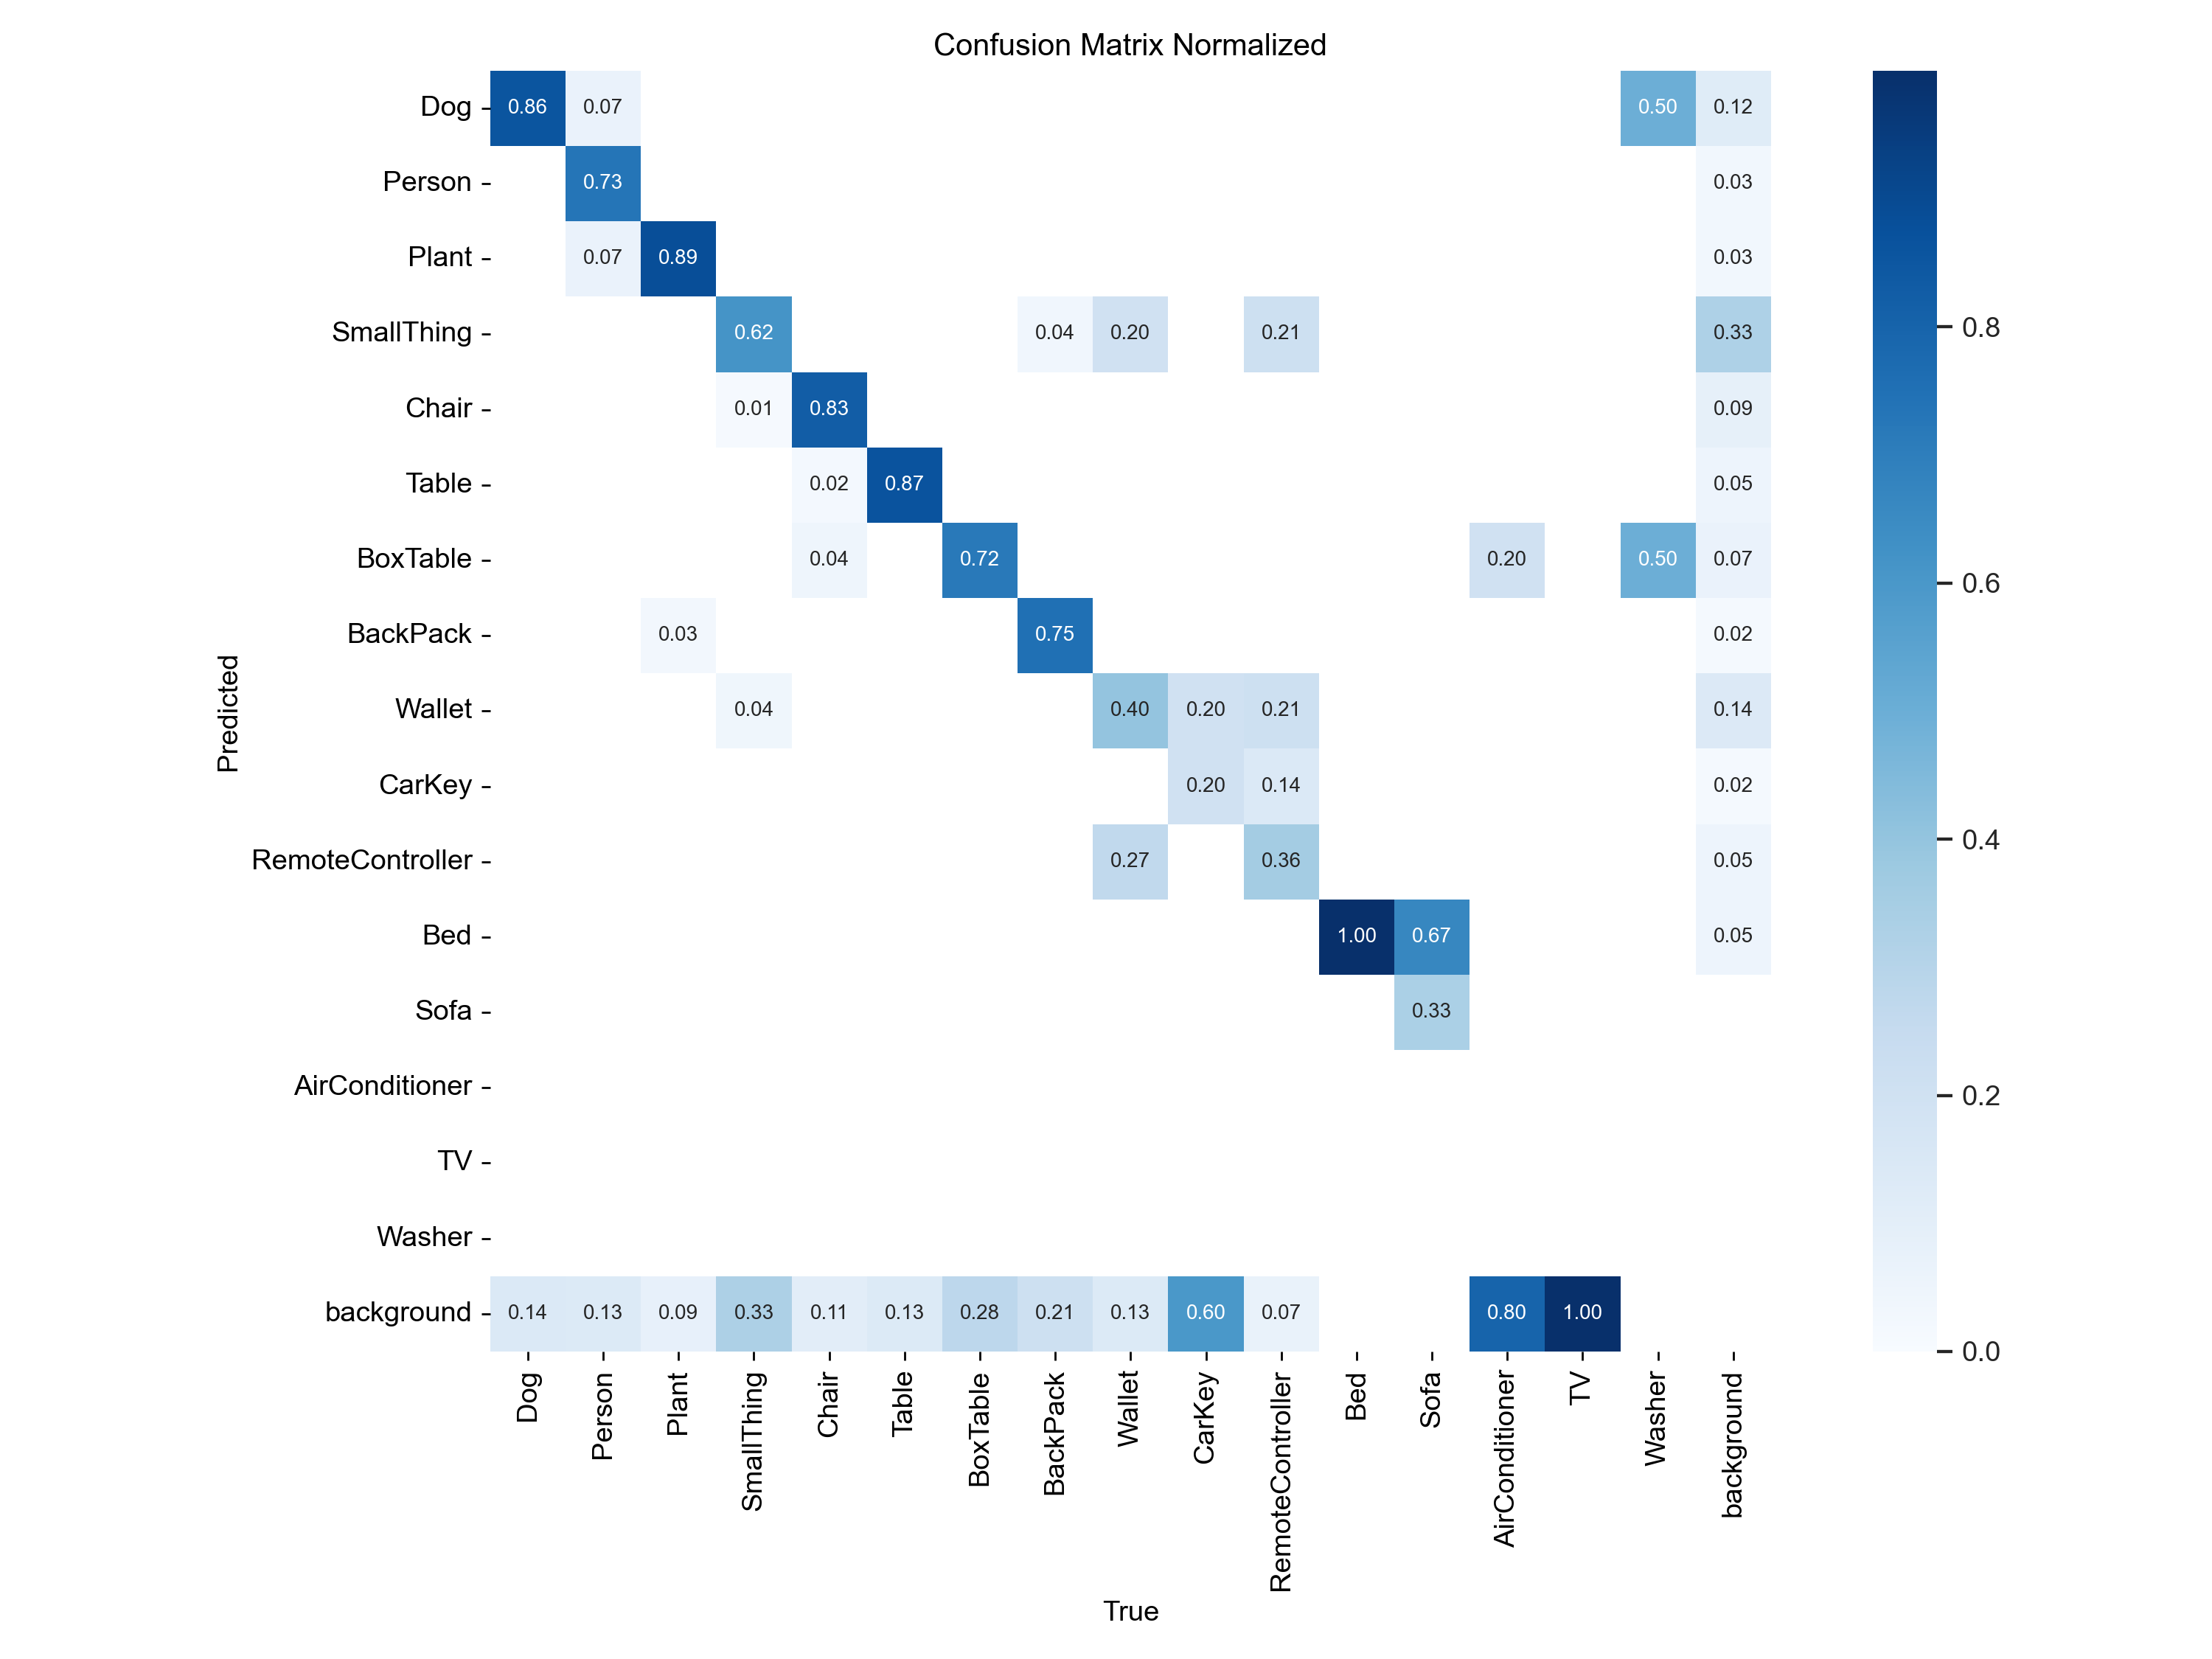 Confusion Matrix Normalized
Dog 0.86 0.07 0.50 0.12
Person 0.73 0.03
Plant 0.07 0.89 0.03
SmallThing 0.62 0.04 0.20 0.21 0.33 0.8
Chair 0.01 0.83 0.09
Table 0.02 0.87 0.05
BoxTable 0.04 0.72 0.20 0.50 0.07 0.6
BackPack 0.03 0.75 0.02
Wallet 0.04 0.40 0.20 0.21 0.14
Predicted
CarKey 0.20 0.14 0.02
RemoteController 0.27 0.36 0.05 0.4
Bed 1.00 0.67 0.05
Sofa 0.33
AirConditioner 0.2
TV
Washer
background 0.14 0.13 0.09 0.33 0.11 0.13 0.28 0.21 0.13 0.60 0.07 0.80 1.00 0.0
Dog
Person
Plant
SmallThing
Chair
Table
BoxTable
BackPack
Wallet
CarKey
RemoteController
Bed
Sofa
AirConditioner
TV
Washer
background
True